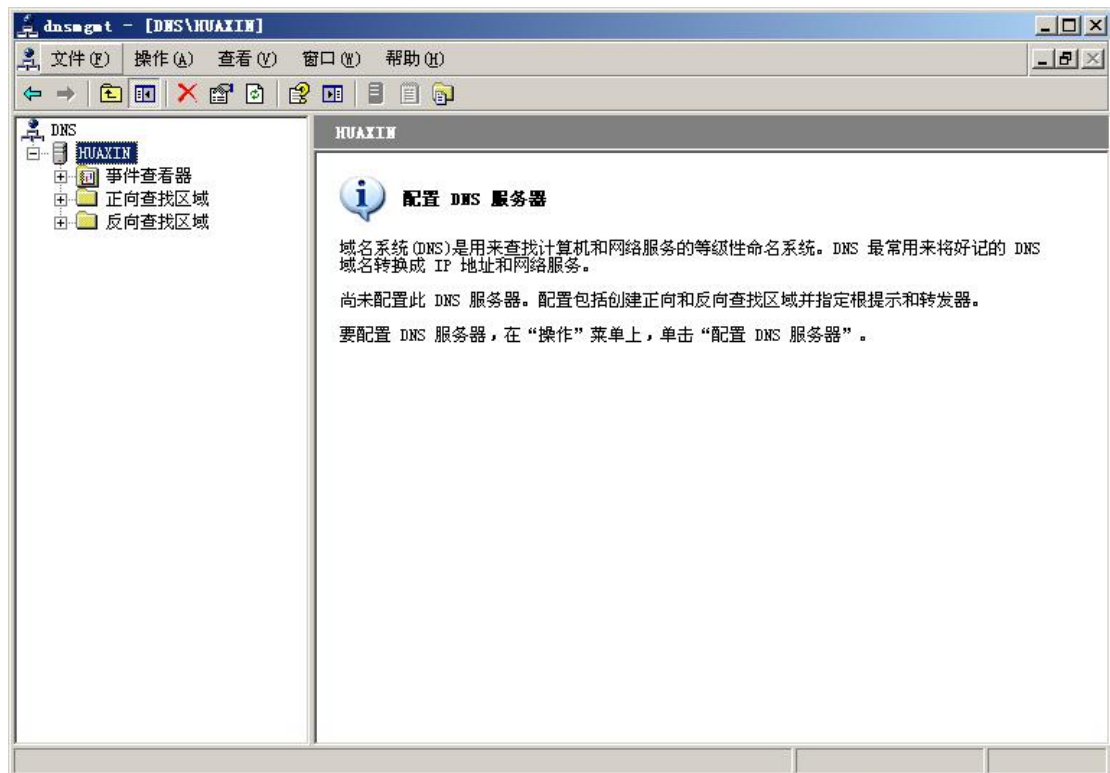 dnsmgmt - [DNS\HUAXIN]
文件(F) 操作(A) 查看(V) 窗口(W) 帮助(H)
DNS
HUAXIN
事件查看器
正向查找区域
反向查找区域
HUAXIN
配置 DNS 服务器
域名系统(DNS)是用来查找计算机和网络服务的等级性命名系统。DNS 最常用来将好记的 DNS
域名转换成 IP 地址和网络服务。
尚未配置此 DNS 服务器。配置包括创建正向和反向查找区域并指定根提示和转发器。
要配置 DNS 服务器，在“操作”菜单上，单击“配置 DNS 服务器”。